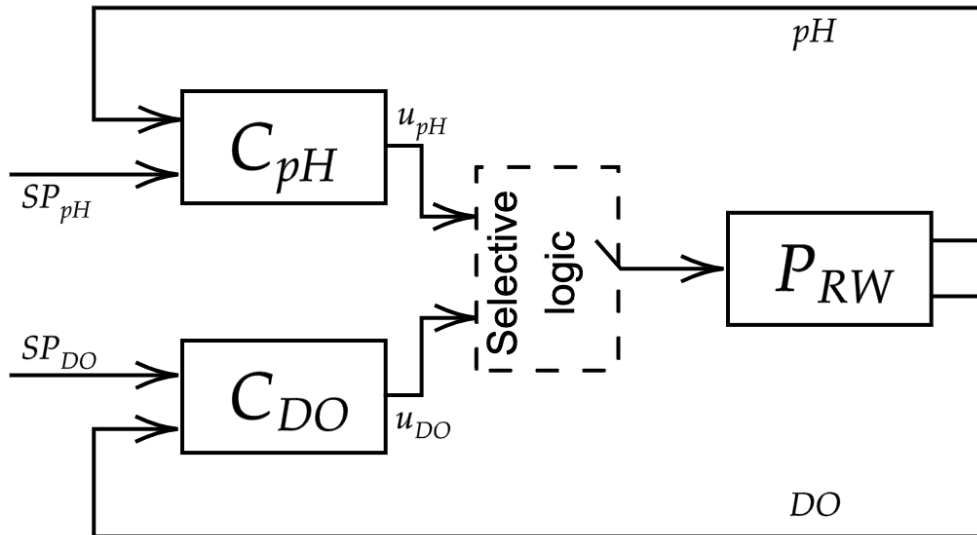 pH
C_pH
u_pH
SP_pH
Selective
logic
P_RW
SP_DO
C_DO
u_DO
DO